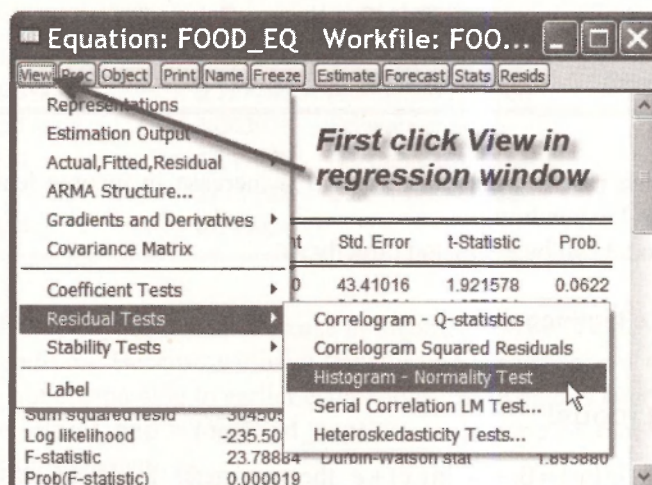 Equation: FOOD_EQ Workfile: FOO...
View Proc Object Print Name Freeze Estimate Forecast Stats Resids
Representations
Estimation Output
Actual,Fitted,Residual
ARMA Structure...
Gradients and Derivatives
Covariance Matrix
Coefficient Tests
Residual Tests
Stability Tests
Label
First click View in
regression window
Std. Error t-Statistic Prob.
43.41016 1.921578 0.0622
Correlogram - Q-statistics
Correlogram Squared Residuals
Histogram - Normality Test
Serial Correlation LM Test...
Heteroskedasticity Tests...
Sum squared resid 304505
Log likelihood -235.50
F-statistic 23.78884 Durbin-Watson stat 1.893880
Prob(F-statistic) 0.000019